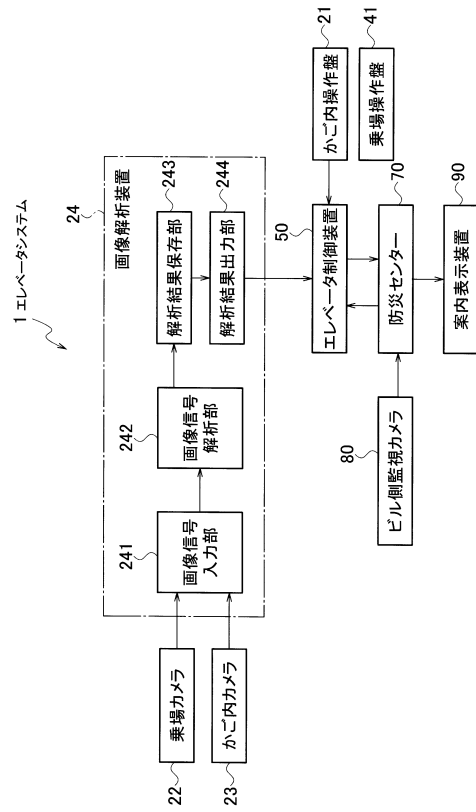 1 エレベータシステム
24
画像解析装置
22
乗場カメラ
23
かご内カメラ
241
画像信号
入力部
242
画像信号
解析部
243
解析結果保存部
244
解析結果出力部
50
エレベータ制御装置
21
かご内操作盤
41
乗場操作盤
70
防災センター
80
ビル側監視カメラ
90
案内表示装置